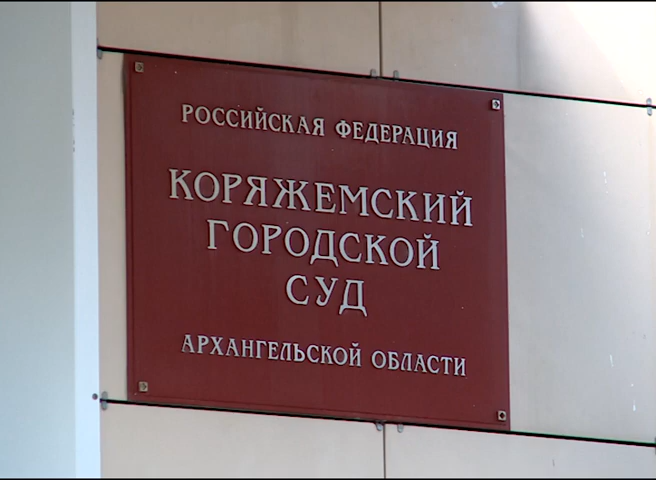 РОССИЙСКАЯ ФЕДЕРАЦИЯ
КОРЯЖЕМСКИЙ
ГОРОДСКОЙ
СУД
АРХАНГЕЛЬСКОЙ ОБЛАСТИ